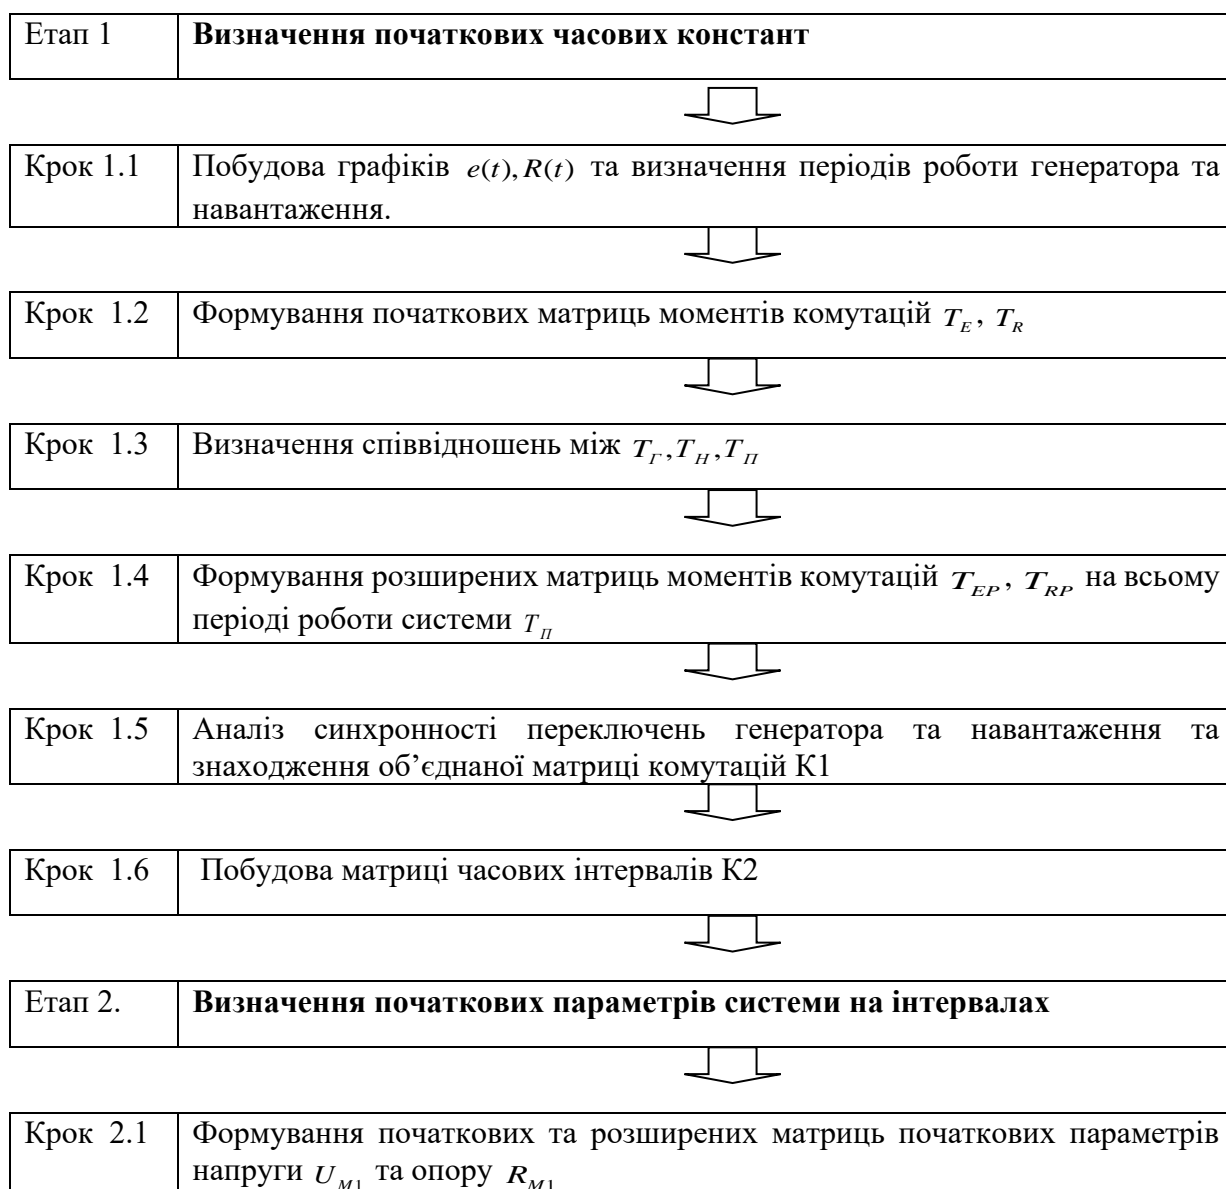 Етап 1 Визначення початкових часових констант
Крок 1.1 Побудова графіків e(t), R(t) та визначення періодів роботи генератора та
навантаження.
Крок 1.2 Формування початкових матриць моментів комутацій T_E, T_R
Крок 1.3 Визначення співвідношень між T_Г, T_Н, T_П
Крок 1.4 Формування розширених матриць моментів комутацій T_EP, T_RP на всьому
періоді роботи системи T_П
Крок 1.5 Аналіз синхронності переключень генератора та навантаження та
знаходження об’єднаної матриці комутацій К1
Крок 1.6 Побудова матриці часових інтервалів К2
Етап 2. Визначення початкових параметрів системи на інтервалах
Крок 2.1 Формування початкових та розширених матриць початкових параметрів
напруги U_M1 та опору R_M1